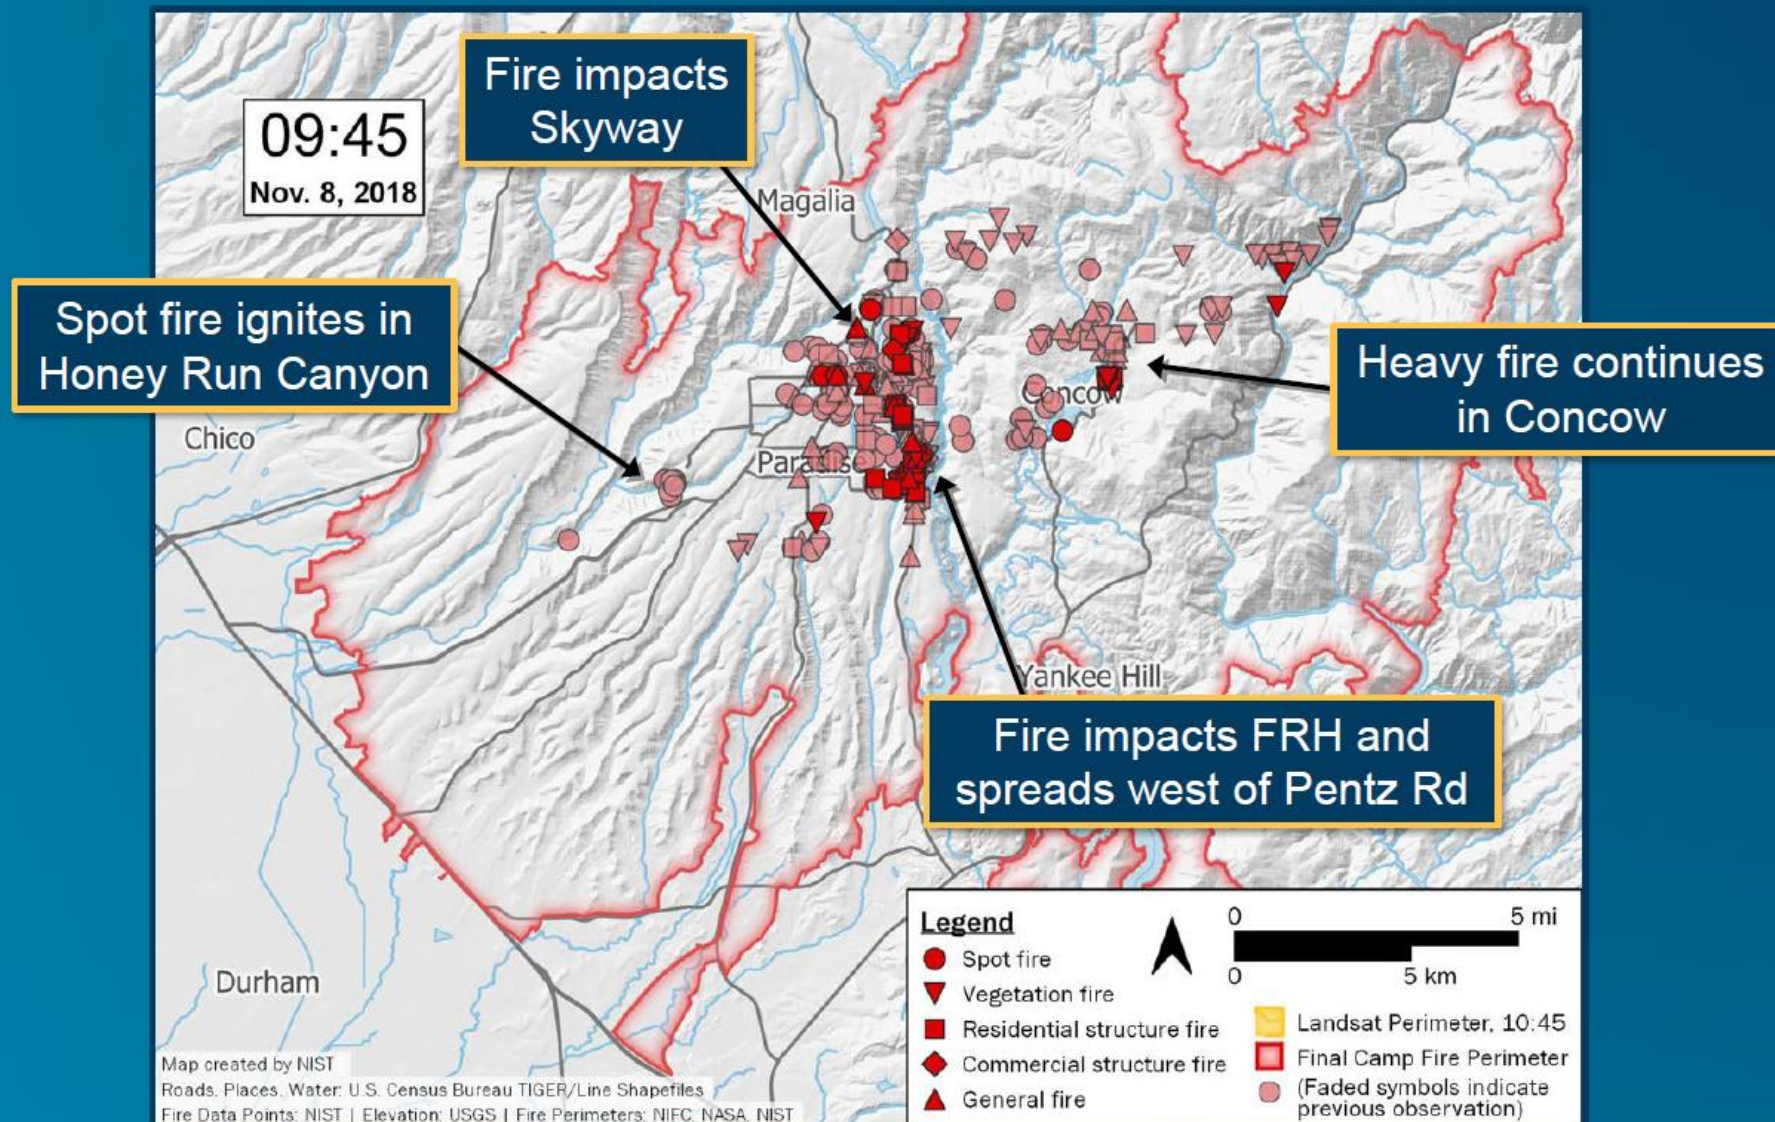 Fire impacts
Skyway
09:45
Nov. 8, 2018
Magalia
Spot fire ignites in
Honey Run Canyon
Heavy fire continues
in Concow
Concow
Chico
Paradise
Yankee Hill
Fire impacts FRH and
spreads west of Pentz Rd
Durham
Legend
Spot fire
Vegetation fire
Residential structure fire
Commercial structure fire
General fire
0 5 mi
0 5 km
Landsat Perimeter, 10:45
Final Camp Fire Perimeter
(Faded symbols indicate
previous observation)
Map created by NIST
Roads, Places, Water: U.S. Census Bureau TIGER/Line Shapefiles
Fire Data Points: NIST | Elevation: USGS | Fire Perimeters: NIFC, NASA, NIST